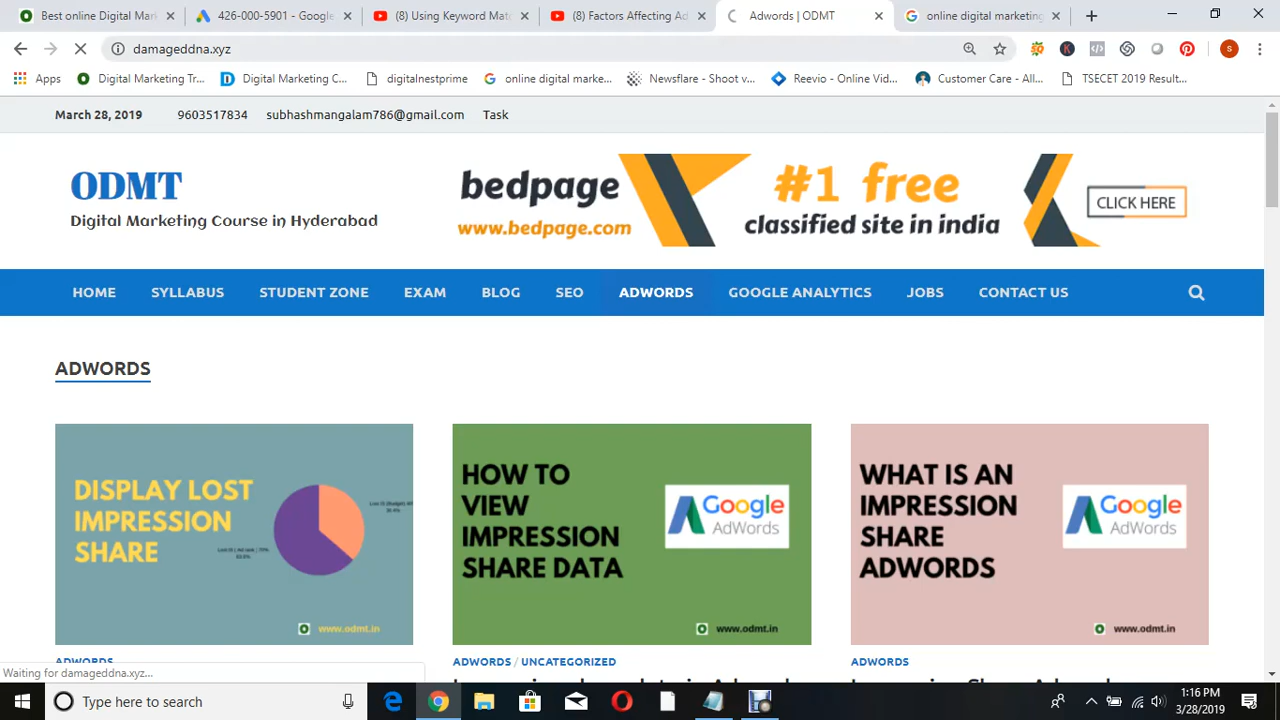 Best online Digital Mar
426-000-5901 - Google
(8) Using Keyword Matc
(8) Factors Affecting Ad
Adwords | ODMT
online digital marketing
damageddna.xyz
S
Apps
Digital Marketing Tr...
Digital Marketing C...
digitalnestprime
online digital marke...
Newsflare - Shoot v...
Reevio - Online Vid...
Customer Care - All...
TSECET 2019 Result...
March 28, 2019
9603517834
subhashmangalam786@gmail.com
Task
ODMT
Digital Marketing Course in Hyderabad
bedpage
www.bedpage.com
#1 free
classified site in india
CLICK HERE
HOME
SYLLABUS
STUDENT ZONE
EXAM
BLOG
SEO
ADWORDS
GOOGLE ANALYTICS
JOBS
CONTACT US
ADWORDS
DISPLAY LOST
IMPRESSION
SHARE
www.odmt.in
HOW TO
VIEW
IMPRESSION
SHARE DATA
Google
AdWords
www.odmt.in
WHAT IS AN
IMPRESSION
SHARE
ADWORDS
Google
AdWords
www.odmt.in
ADWORDS
ADWORDS / UNCATEGORIZED
ADWORDS
Waiting for damageddna.xyz...
Type here to search
1:16 PM
3/28/2019